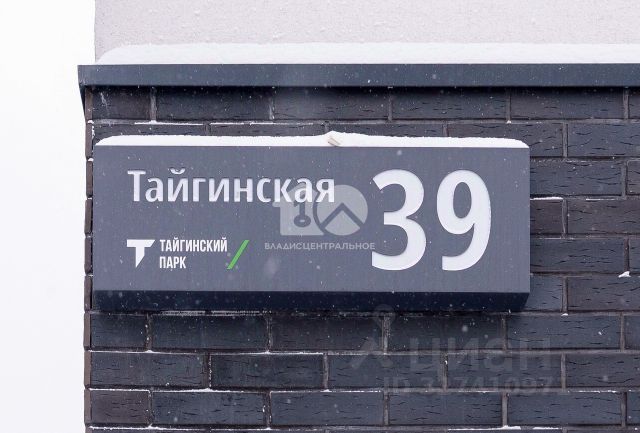 Тайгинская 39
ТАЙГИНСКИЙ
ПАРК
ВЛАДИСЦЕНТРАЛЬНОЕ
циан